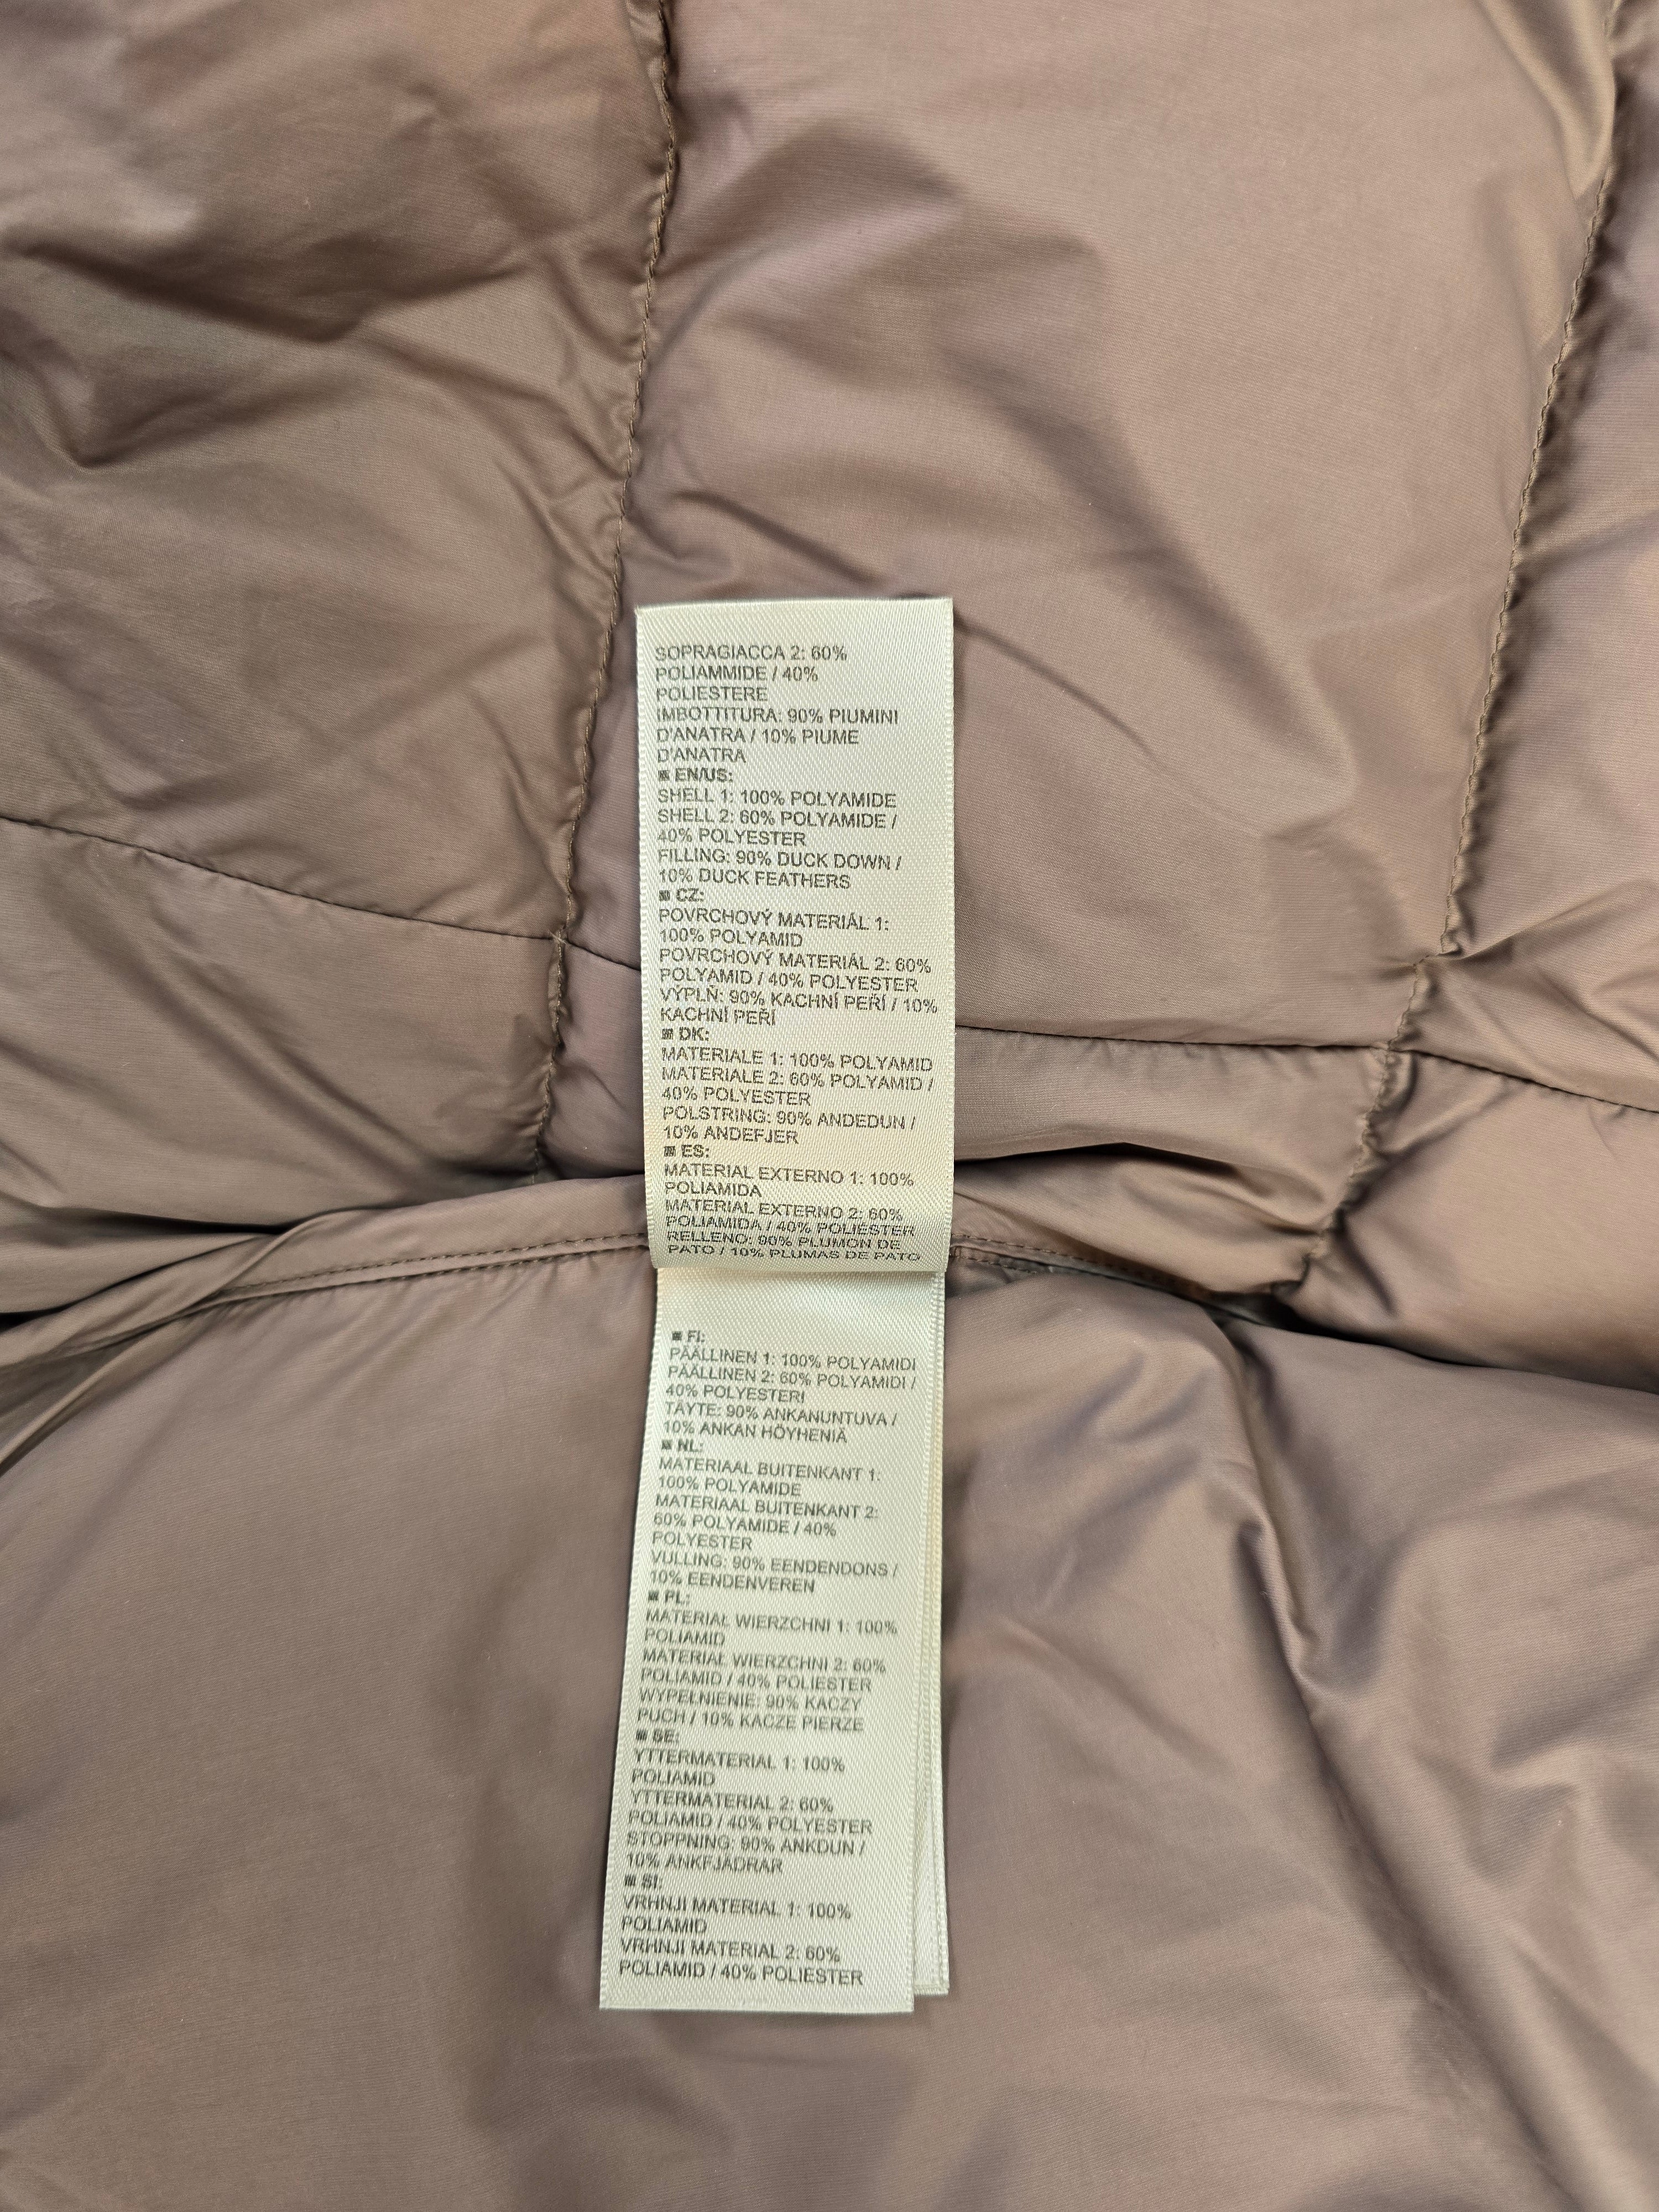 SOPRAGIACCA 2: 60%
POLIAMMIDE / 40%
POLIESTERE
IMBOTTITURA: 90% PIUMINI
D'ANATRA / 10% PIUME
D'ANATRA
■ EN/US:
SHELL 1: 100% POLYAMIDE
SHELL 2: 60% POLYAMIDE /
40% POLYESTER
FILLING: 90% DUCK DOWN /
10% DUCK FEATHERS
■ CZ:
POVRCHOVÝ MATERIÁL 1:
100% POLYAMID
POVRCHOVÝ MATERIÁL 2: 60%
POLYAMID / 40% POLYESTER
VÝPLŇ: 90% KACHNÍ PEŘÍ / 10%
KACHNÍ PEŘÍ
■ DK:
MATERIALE 1: 100% POLYAMID
MATERIALE 2: 60% POLYAMID /
40% POLYESTER
POLSTRING: 90% ANDEDUN /
10% ANDEFJER
■ ES:
MATERIAL EXTERNO 1: 100%
POLIAMIDA
MATERIAL EXTERNO 2: 60%
POLIAMIDA / 40% POLIÉSTER
RELLENO: 90% PLUMÓN DE
PATO / 10% PLUMAS DE PATO
■ FI:
PÄÄLLINEN 1: 100% POLYAMIDI
PÄÄLLINEN 2: 60% POLYAMIDI /
40% POLYESTERI
TÄYTE: 90% ANKANUNTUVA /
10% ANKAN HÖYHENIÄ
■ NL:
MATERIAAL BUITENKANT 1:
100% POLYAMIDE
MATERIAAL BUITENKANT 2:
60% POLYAMIDE / 40%
POLYESTER
VULLING: 90% EENDENDONS /
10% EENDENVEREN
■ PL:
MATERIAŁ WIERZCHNI 1: 100%
POLIAMID
MATERIAŁ WIERZCHNI 2: 60%
POLIAMID / 40% POLIESTER
WYPEŁNIENIE: 90% KACZY
PUCH / 10% KACZE PIERZE
■ SE:
YTTERMATERIAL 1: 100%
POLIAMID
YTTERMATERIAL 2: 60%
POLIAMID / 40% POLYESTER
STOPPNING: 90% ANKDUN /
10% ANKFJÄDRAR
■ SI:
VRHNJI MATERIAL 1: 100%
POLIAMID
VRHNJI MATERIAL 2: 60%
POLIAMID / 40% POLIESTER